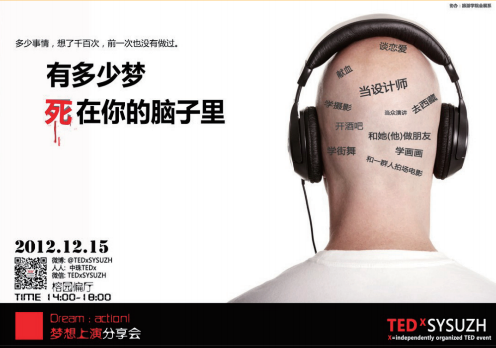 多少事情，想了千百次，前一次也没有做过。
有多少梦
死在你的脑子里
谈恋爱
献血
当设计师
学摄影
去西藏
当众演讲
开酒吧
和她(他)做朋友
学街舞
学画画
和一群人拍场电影
2012.12.15
微博: @TEDxSYSUZH
人人: 中珠TEDx
微信: TEDxSYSUZH
榕园偏厅
TIME 14:00-18:00
Dream : action!
梦想上演分享会
TEDxSYSUZH
X=independently organized TED event